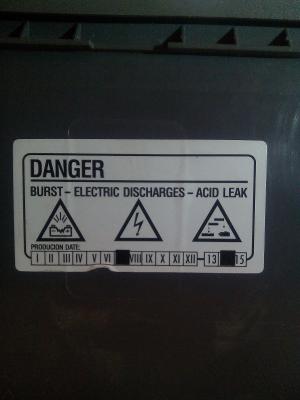 DANGER
BURST - ELECTRIC DISCHARGES - ACID LEAK
PRODUCION DATE:
I II III IV V VI VIII IX X XI XII - 13 15